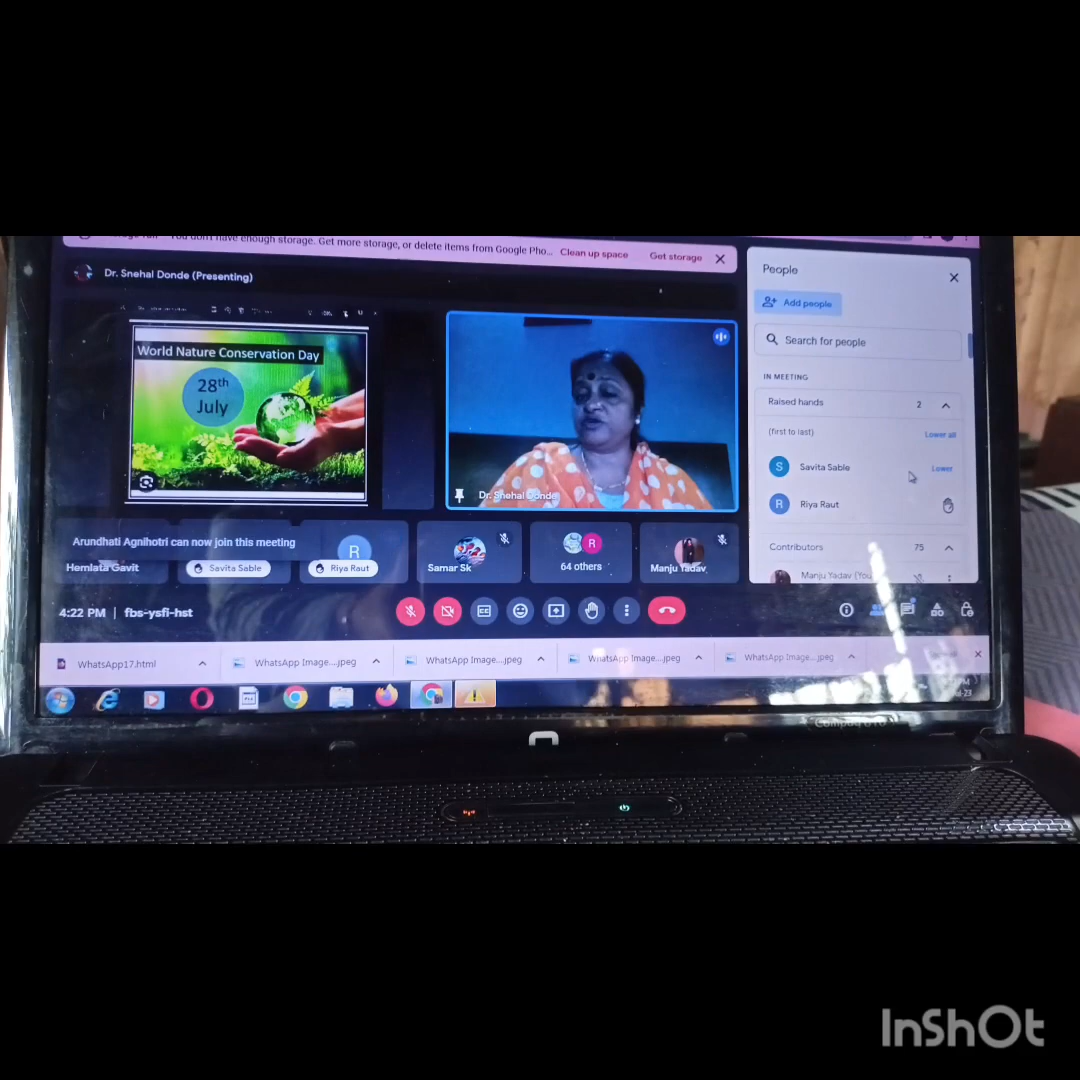 You don't have enough storage. Get more storage, or delete items from Google Pho... Clean up space Get storage
Dr. Snehal Donde (Presenting)
World Nature Conservation Day
28th
July
Dr. Snehal Donde
People
Add people
Search for people
IN MEETING
Raised hands 2
(first to last) Lower all
S Savita Sable Lower
R Riya Raut
Contributors 75
Manju Yadav (You
Arundhati Agnihotri can now join this meeting
Hemlata Gavit
Savita Sable
R
Riya Raut
Samar Sk
R
64 others
Manju Yadav
4:22 PM | fbs-ysfi-hst
WhatsApp17.html
WhatsApp Image....jpeg
WhatsApp Image....jpeg
WhatsApp Image....jpeg
WhatsApp Image....jpeg
InShOt